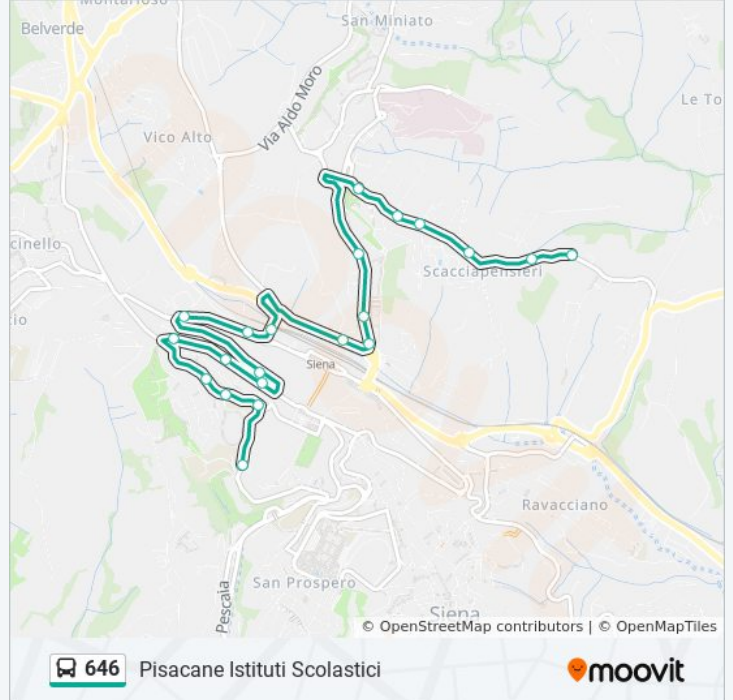 Montarioso
San Miniato
Belverde
Via Aldo Moro
Le To
Vico Alto
cinello
Scacciapensieri
zio
Siena
Ravacciano
San Prospero
Pescaia
Siena
© OpenStreetMap contributors | © OpenMapTiles
646 Pisacane Istituti Scolastici
moovit